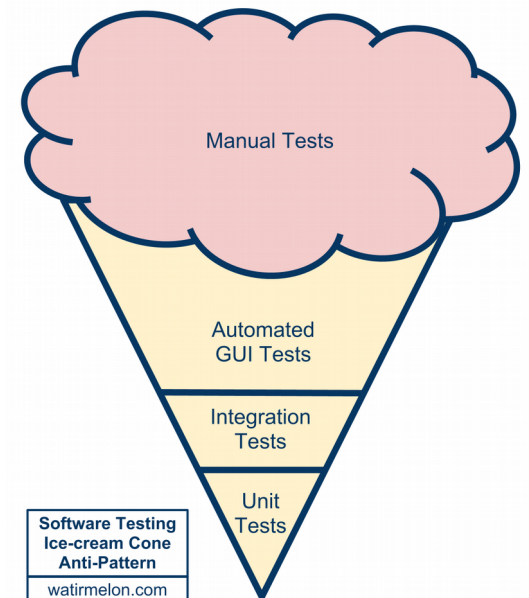 Manual Tests
Automated
GUI Tests
Integration
Tests
Unit
Tests
Software Testing
Ice-cream Cone
Anti-Pattern
watirmelon.com